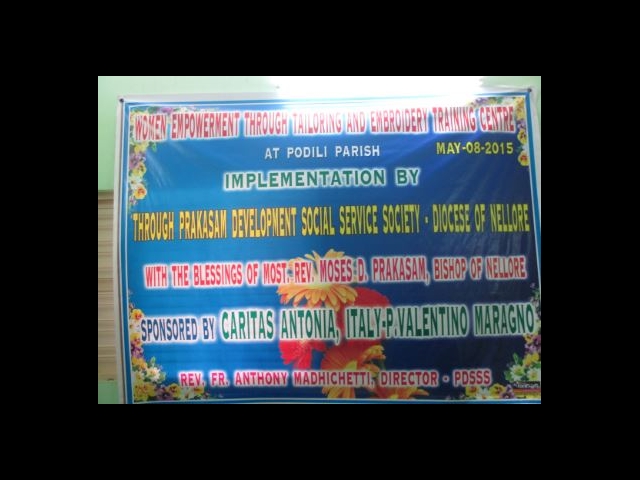 WOMEN EMPOWERMENT THROUGH TAILORING AND EMBROIDERY TRAINING CENTRE
AT PODILI PARISH MAY-08-2015
IMPLEMENTATION BY
THROUGH PRAKASAM DEVELOPMENT SOCIAL SERVICE SOCIETY - DIOCESE OF NELLORE
WITH THE BLESSINGS OF MOST. REV. MOSES D. PRAKASAM, BISHOP OF NELLORE
SPONSORED BY CARITAS ANTONIA, ITALY-P.VALENTINO MARAGNO
REV. FR. ANTHONY MADHICHETTI, DIRECTOR - PDSSS